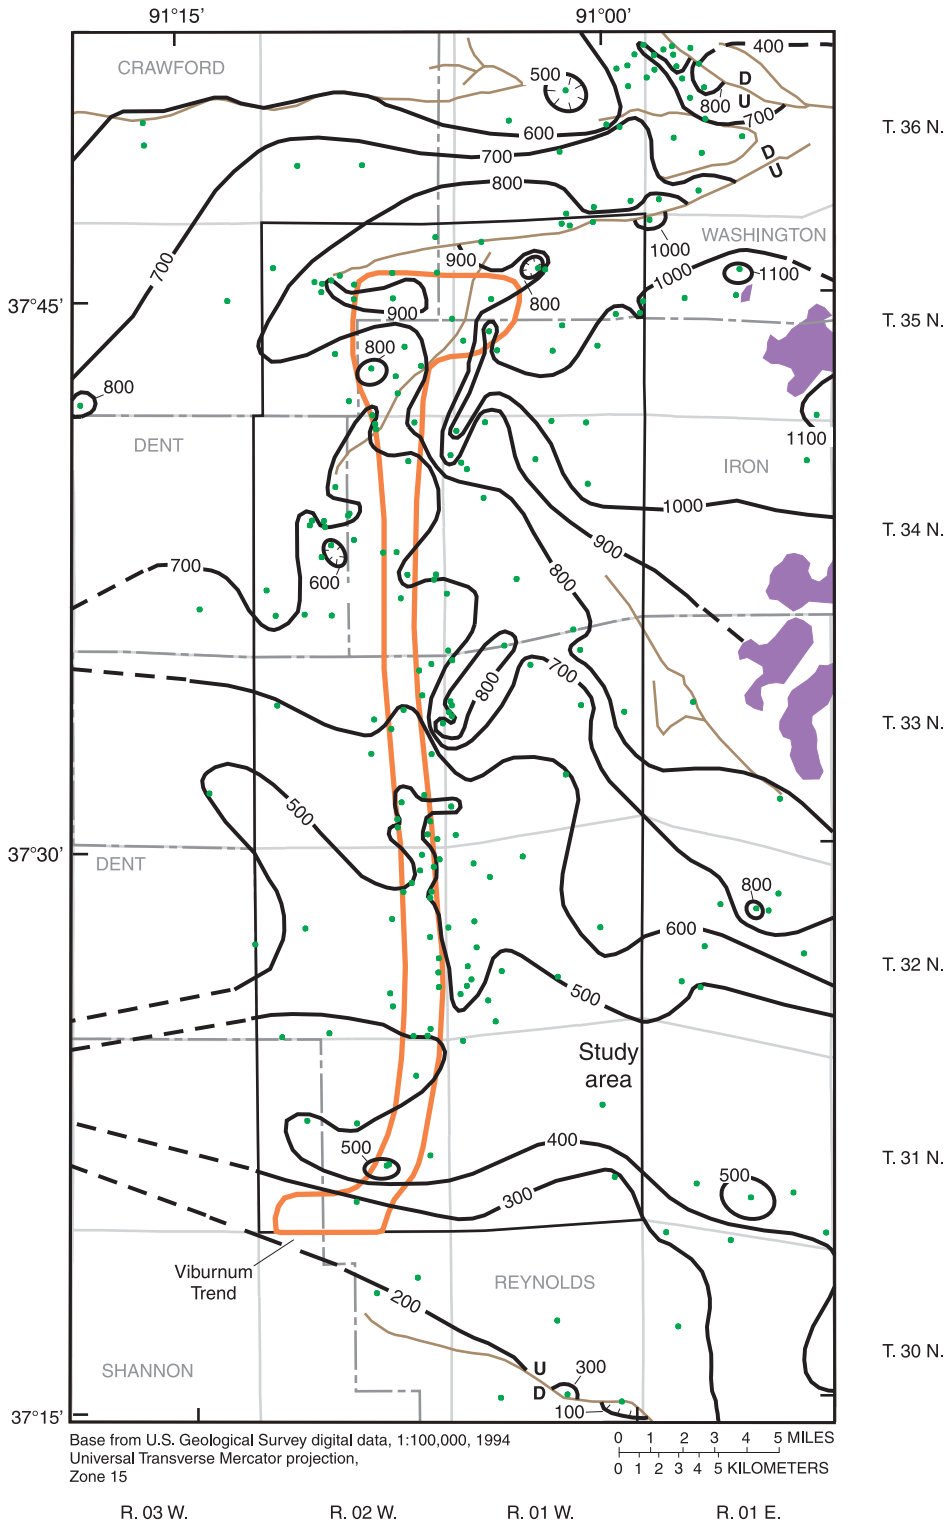 91°15'
91°00'
400
CRAWFORD
500
D
800
U
T. 36 N.
700
600
700
D
U
800
WASHINGTON
1000
900
700
1000
1100
37°45'
800
900
T. 35 N.
800
800
1100
DENT
IRON
1000
T. 34 N.
900
700
600
800
700
800
T. 33 N.
500
37°30'
DENT
800
600
T. 32 N.
500
Study
area
400
500
T. 31 N.
500
300
Viburnum
Trend
REYNOLDS
200
T. 30 N.
SHANNON
U
300
D
100
37°15'
Base from U.S. Geological Survey digital data, 1:100,000, 1994
Universal Transverse Mercator projection,
Zone 15
0 1 2 3 4 5 MILES
0 1 2 3 4 5 KILOMETERS
R. 03 W. R. 02 W. R. 01 W. R. 01 E.